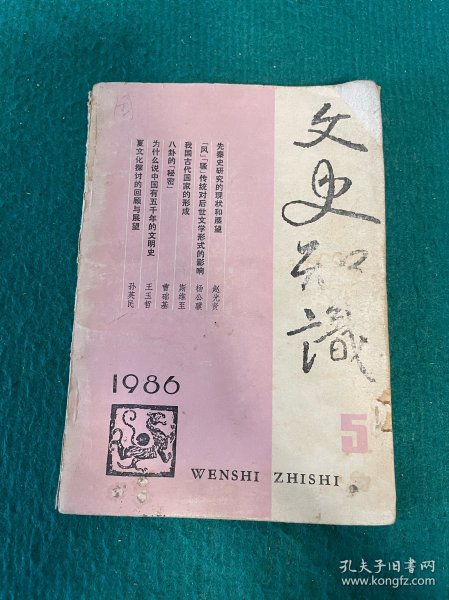 文史知識
先秦史研究的现状和展望 赵光贤
「风」「骚」传统对后世文学形式的影响 杨公骥
我国古代国家的形成 斯维至
八卦的「秘密」 曹础基
为什么说中国有五千年的文明史 王玉哲
夏文化探讨的回顾与展望 孙英民
1986
5
WENSHI ZHISHI
孔夫子旧书网
www.kongfz.com